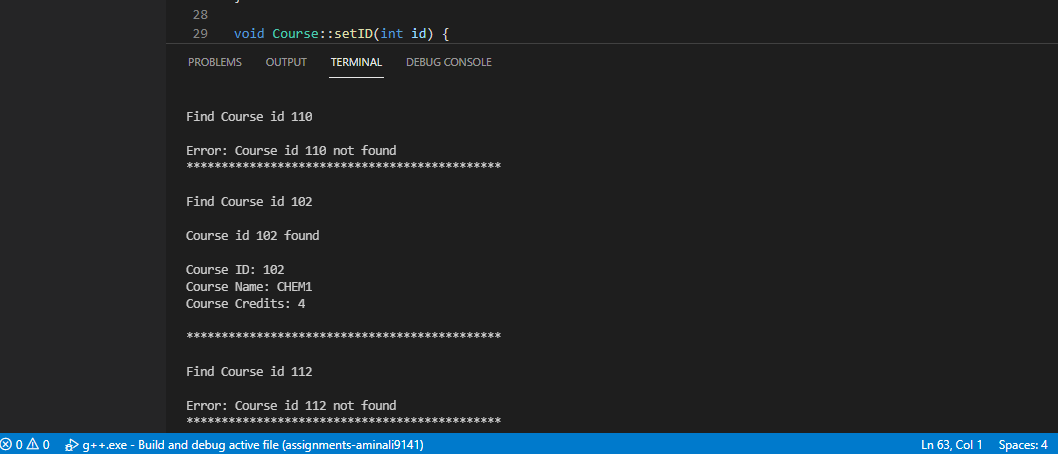 28
29 void Course::setID(int id) {
PROBLEMS OUTPUT TERMINAL DEBUG CONSOLE
Find Course id 110
Error: Course id 110 not found
*********************************************
Find Course id 102
Course id 102 found
Course ID: 102
Course Name: CHEM1
Course Credits: 4
*********************************************
Find Course id 112
Error: Course id 112 not found
*********************************************
0 0 g++.exe - Build and debug active file (assignments-aminali9141) Ln 63, Col 1 Spaces: 4